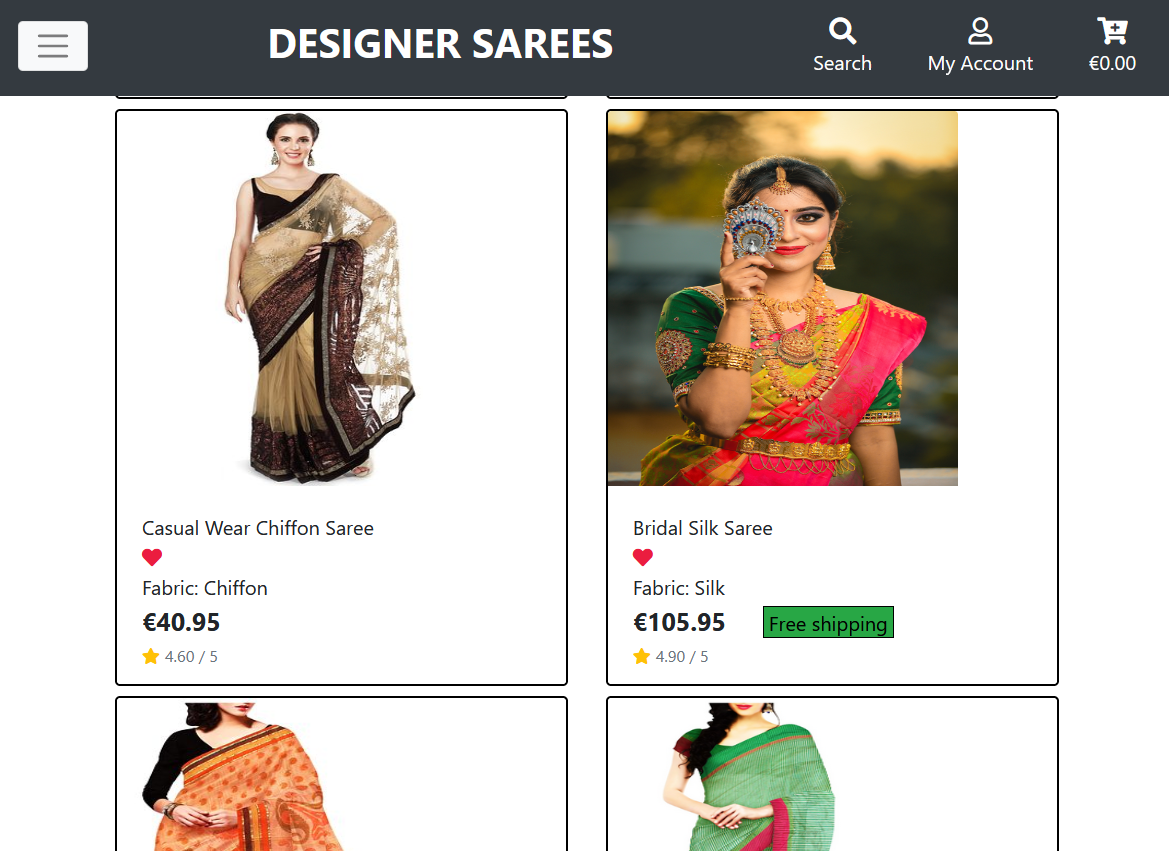 DESIGNER SAREES
Search
My Account
€0.00
Casual Wear Chiffon Saree
Fabric: Chiffon
€40.95
4.60 / 5
Bridal Silk Saree
Fabric: Silk
€105.95
Free shipping
4.90 / 5